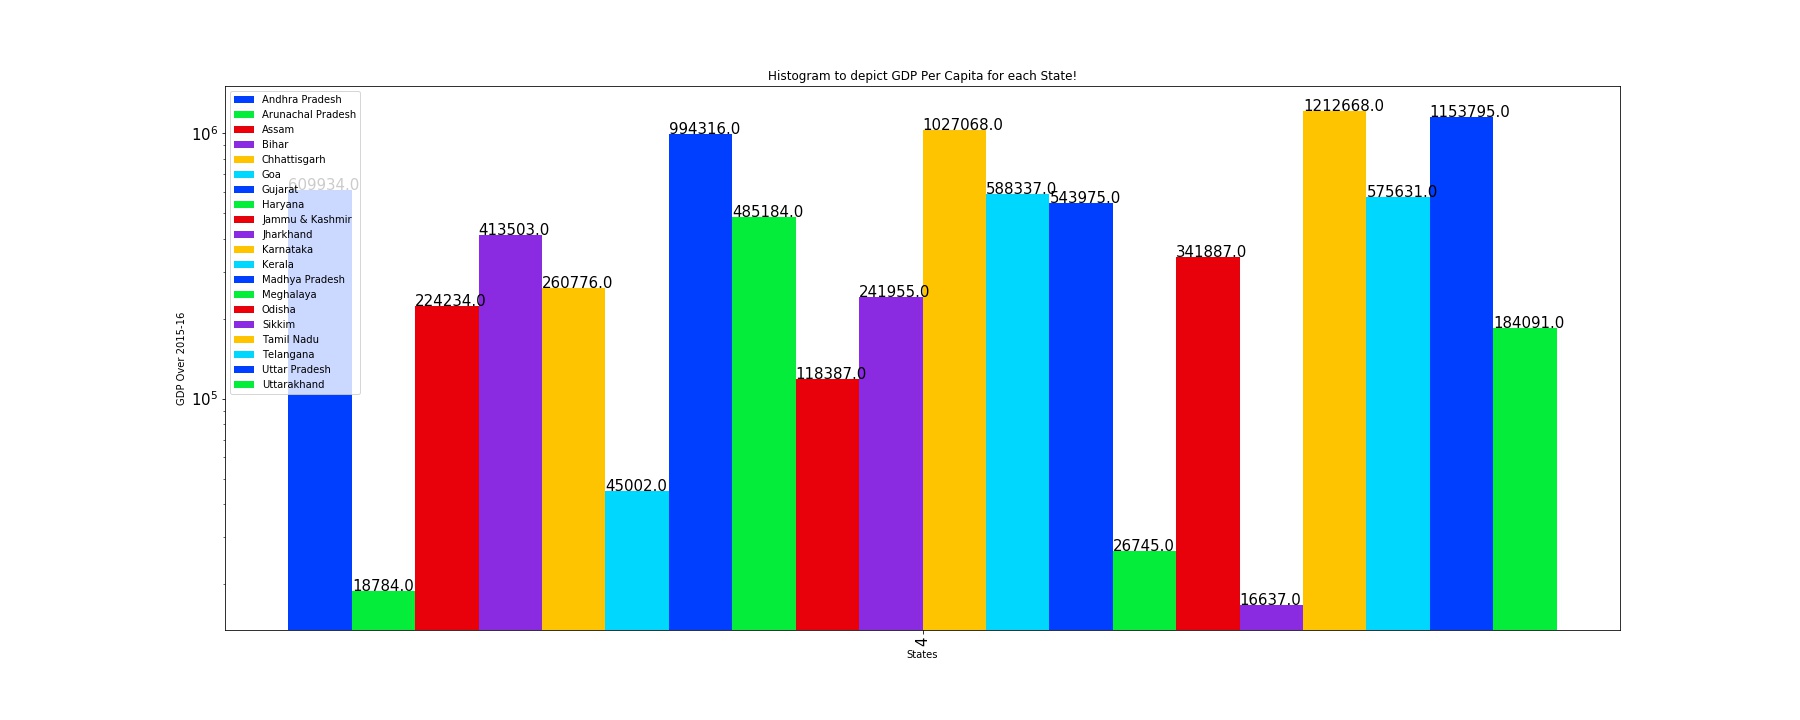 Histogram to depict GDP Per Capita for each State!
Andhra Pradesh
Arunachal Pradesh
Assam
Bihar
Chhattisgarh
Goa
Gujarat
Haryana
Jammu & Kashmir
Jharkhand
Karnataka
Kerala
Madhya Pradesh
Meghalaya
Odisha
Sikkim
Tamil Nadu
Telangana
Uttar Pradesh
Uttarakhand
10^6
10^5
GDP Over 2015-16
609934.0
18784.0
224234.0
413503.0
260776.0
45002.0
994316.0
485184.0
118387.0
241955.0
1027068.0
588337.0
543975.0
26745.0
341887.0
16637.0
1212668.0
575631.0
1153795.0
184091.0
4
States